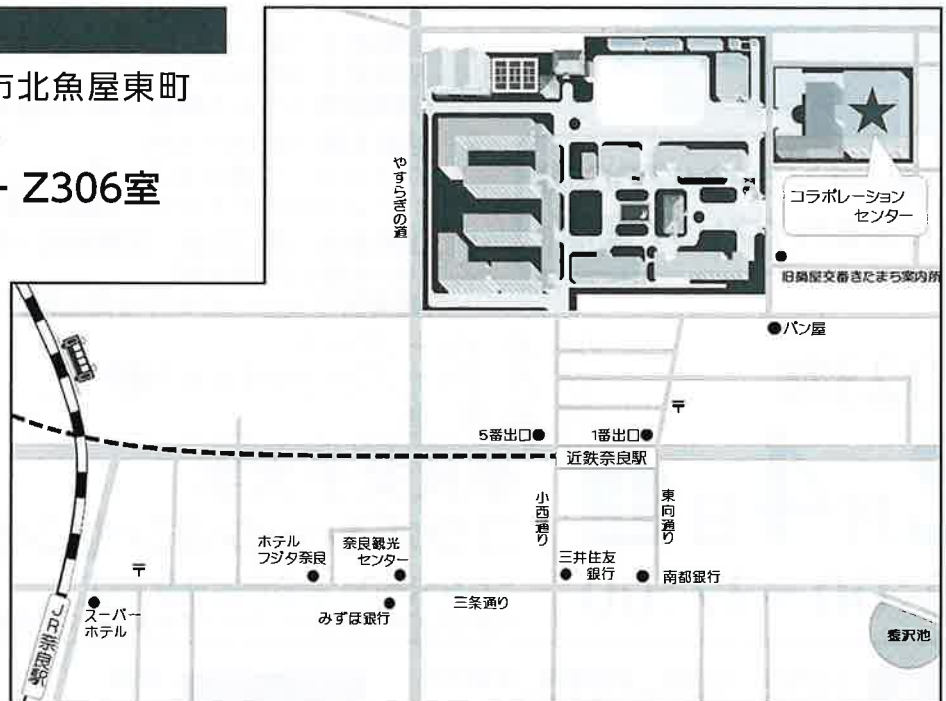 市北魚屋東町
Z306室
やすらぎの道
コラボレーション
センター
旧鍋屋交番きたまち案内所
パン屋
〒
5番出口
1番出口
近鉄奈良駅
小西通り
東向通り
ホテル
フジタ奈良
奈良観光
センター
三井住友
銀行
南都銀行
〒
スーパー
ホテル
みずほ銀行
三条通り
JR奈良駅
猿沢池